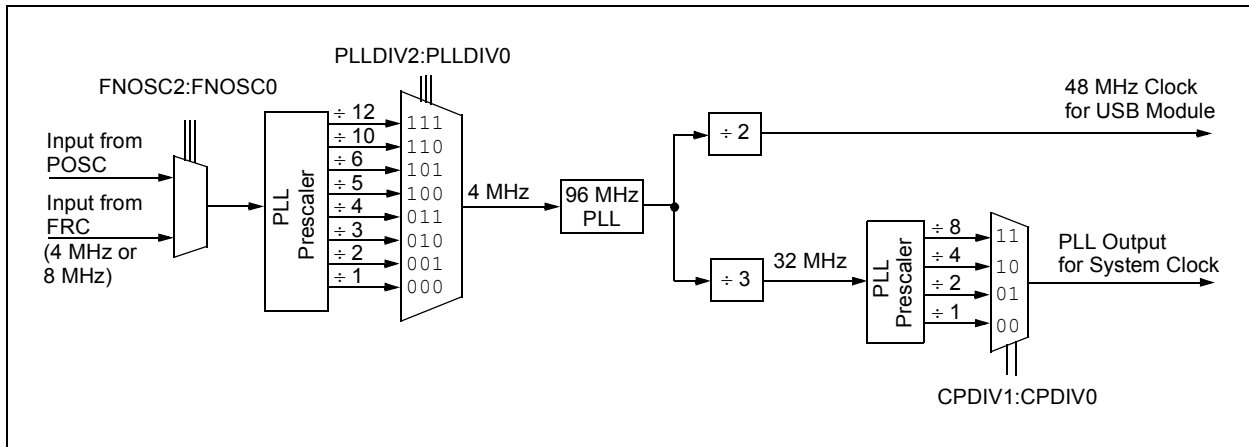 PLLDIV2:PLLDIV0
FNOSC2:FNOSC0
Input from
POSC
Input from
FRC
(4 MHz or
8 MHz)
PLL
Prescaler
÷ 12
÷ 10
÷ 6
÷ 5
÷ 4
÷ 3
÷ 2
÷ 1
111
110
101
100
011
010
001
000
4 MHz
96 MHz
PLL
÷ 2
48 MHz Clock
for USB Module
÷ 3
32 MHz
PLL
Prescaler
÷ 8
÷ 4
÷ 2
÷ 1
11
10
01
00
PLL Output
for System Clock
CPDIV1:CPDIV0